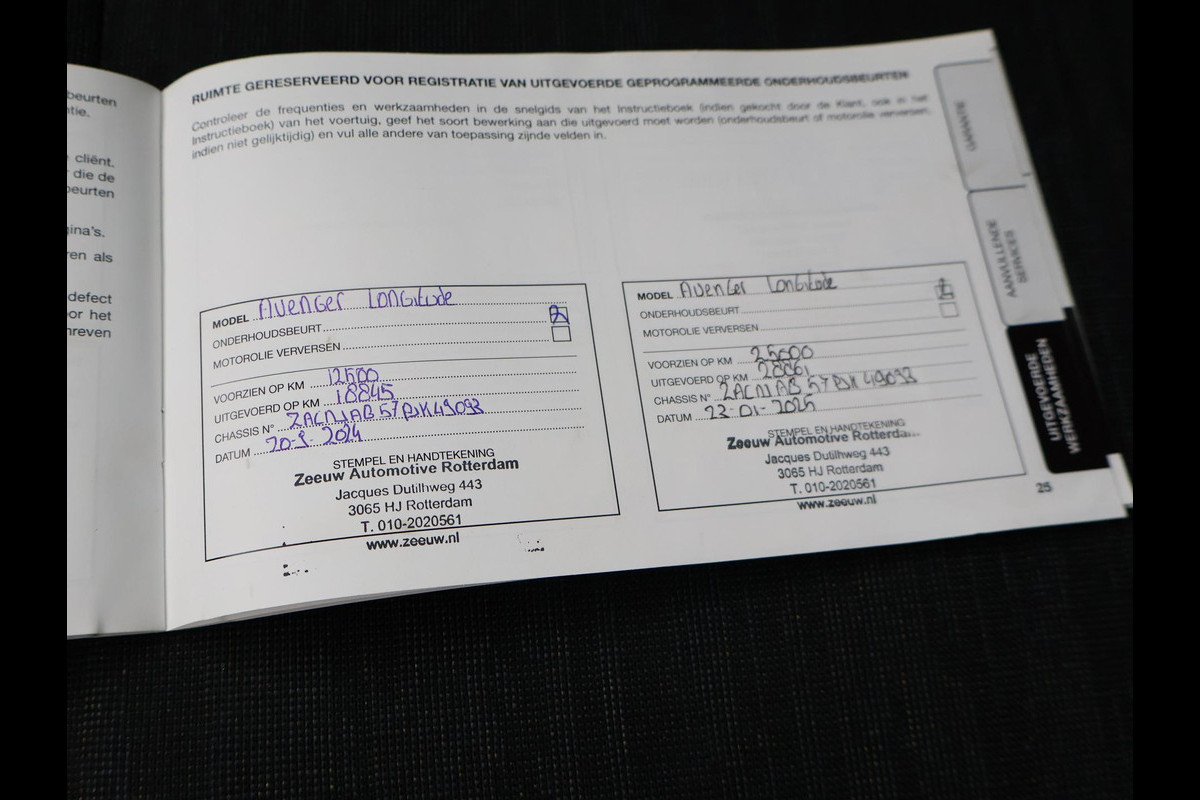 beurten
tie.
cliënt.
die de
beurten
gina's.
ren als
defect
or het
hreven
RUIMTE GERESERVEERD VOOR REGISTRATIE VAN UITGEVOERDE GEPROGRAMMEERDE ONDERHOUDSBEURTEN
Controleer de frequenties en werkzaamheden in de snelgids van het Instructieboek (indien gekocht door de Klant, ook in het
Instructieboek) van het voertuig, geef het soort bewerking aan die uitgevoerd moet worden (onderhoudsbeurt of motorolie verversen,
indien niet gelijktijdig) en vul alle andere van toepassing zijnde velden in.
MODEL AVENGER LONGITUDE
ONDERHOUDSBEURT
MOTOROLIE VERVERSEN
VOORZIEN OP KM 12500
UITGEVOERD OP KM 18845
CHASSIS N°
DATUM 20-9-2024
STEMPEL EN HANDTEKENING
Zeeuw Automotive Rotterdam
Jacques Dutilhweg 443
3065 HJ Rotterdam
T. 010-2020561
www.zeeuw.nl
MODEL AVENGER LONGITUDE
ONDERHOUDSBEURT
MOTOROLIE VERVERSEN
VOORZIEN OP KM 25000
UITGEVOERD OP KM 28861
CHASSIS N°
DATUM 23-01-2025
STEMPEL EN HANDTEKENING
Zeeuw Automotive Rotterda
Jacques Dutilhweg 443
3065 HJ Rotterdam
T. 010-2020561
www.zeeuw.nl
GARANTIE
AANVULLENDE
SERVICES
UITGEVOERDE
WERKZAAMHEDEN
25